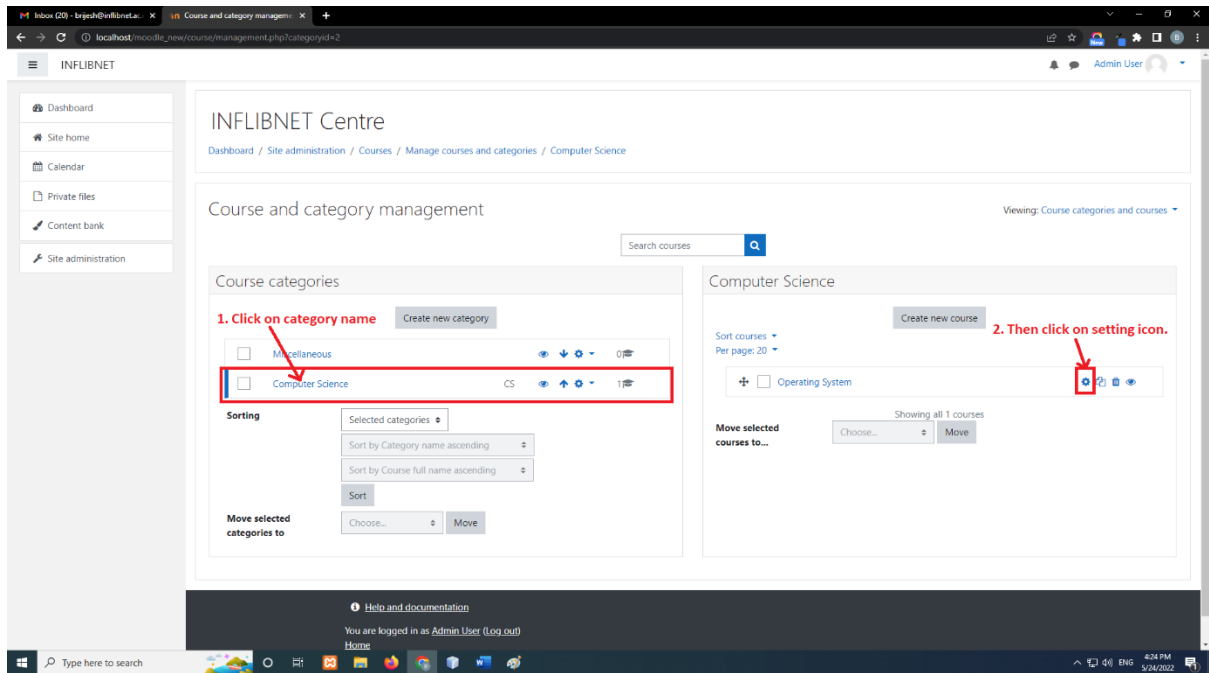 Inbox (20) - brijesh@inflibnet.ac. X
Course and category manageme X +
localhost/moodle_new/course/management.php?categoryid=2
New
B
INFLIBNET
Admin User
Dashboard
Site home
Calendar
Private files
Content bank
Site administration
INFLIBNET Centre
Dashboard / Site administration / Courses / Manage courses and categories / Computer Science
Course and category management
Viewing: Course categories and courses
Search courses
Course categories
1. Click on category name
Create new category
Miscellaneous 0
Computer Science CS 1
Sorting
Selected categories
Sort by Category name ascending
Sort by Course full name ascending
Sort
Move selected categories to
Choose...
Move
Computer Science
Create new course
2. Then click on setting icon.
Sort courses
Per page: 20
Operating System
Showing all 1 courses
Move selected courses to...
Choose...
Move
Help and documentation
You are logged in as Admin User (Log out)
Home
Type here to search
ENG
4:24 PM
5/24/2022